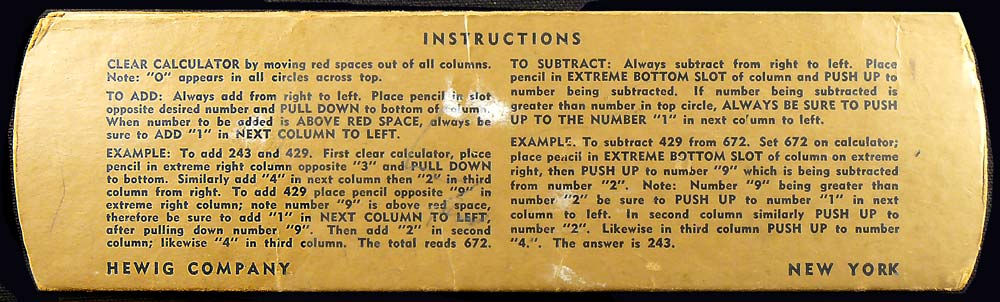 INSTRUCTIONS
CLEAR CALCULATOR by moving red spaces out of all columns.
Note: "O" appears in all circles across top.
TO ADD: Always add from right to left. Place pencil in slot
opposite desired number and PULL DOWN to bottom of column.
When number to be added is ABOVE RED SPACE, always be
sure to ADD "1" in NEXT COLUMN TO LEFT.
EXAMPLE: To add 243 and 429. First clear calculator, place
pencil in extreme right column opposite "3" and PULL DOWN
to bottom. Similarly add "4" in next column then "2" in third
column from right. To add 429 place pencil opposite "9" in
extreme right column; note number "9" is above red space,
therefore be sure to add "1" in NEXT COLUMN TO LEFT,
after pulling down number "9". Then add "2" in second
column; likewise "4" in third column. The total reads 672.
HEWIG COMPANY
TO SUBTRACT: Always subtract from right to left. Place
pencil in EXTREME BOTTOM SLOT of column and PUSH UP to
number being subtracted. If number being subtracted is
greater than number in top circle, ALWAYS BE SURE TO PUSH
UP TO THE NUMBER "1" in next column to left.
EXAMPLE. To subtract 429 from 672. Set 672 on calculator;
place pencil in EXTREME BOTTOM SLOT of column on extreme
right, then PUSH UP to number "9" which is being subtracted
from number "2". Note: Number "9" being greater than
number "2" be sure to PUSH UP to number "1" in next
column to left. In second column similarly PUSH UP to
number "2". Likewise in third column PUSH UP to number
"4.". The answer is 243.
NEW YORK